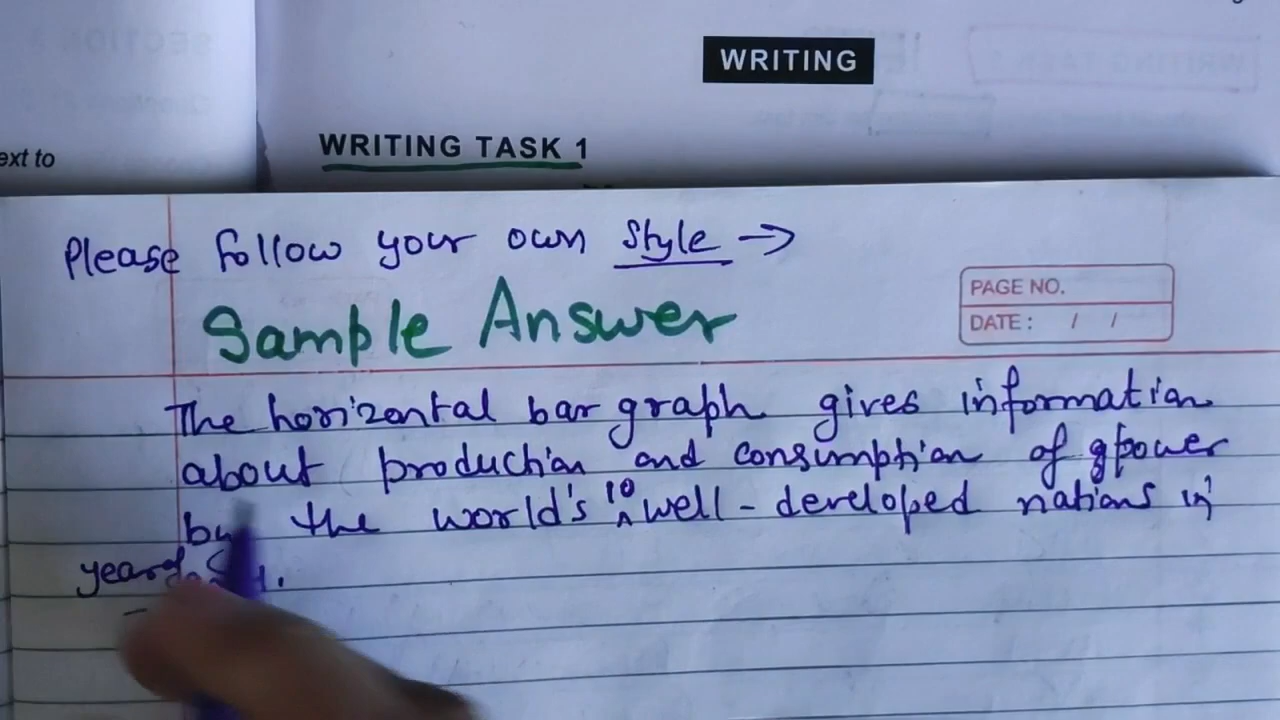 WRITING
WRITING TASK 1
ext to
Please follow your own style →
Sample Answer
PAGE NO.
DATE : / /
The horizental bar graph gives information
about production and consumption of power
by the world's 10 well-developed nations in
year